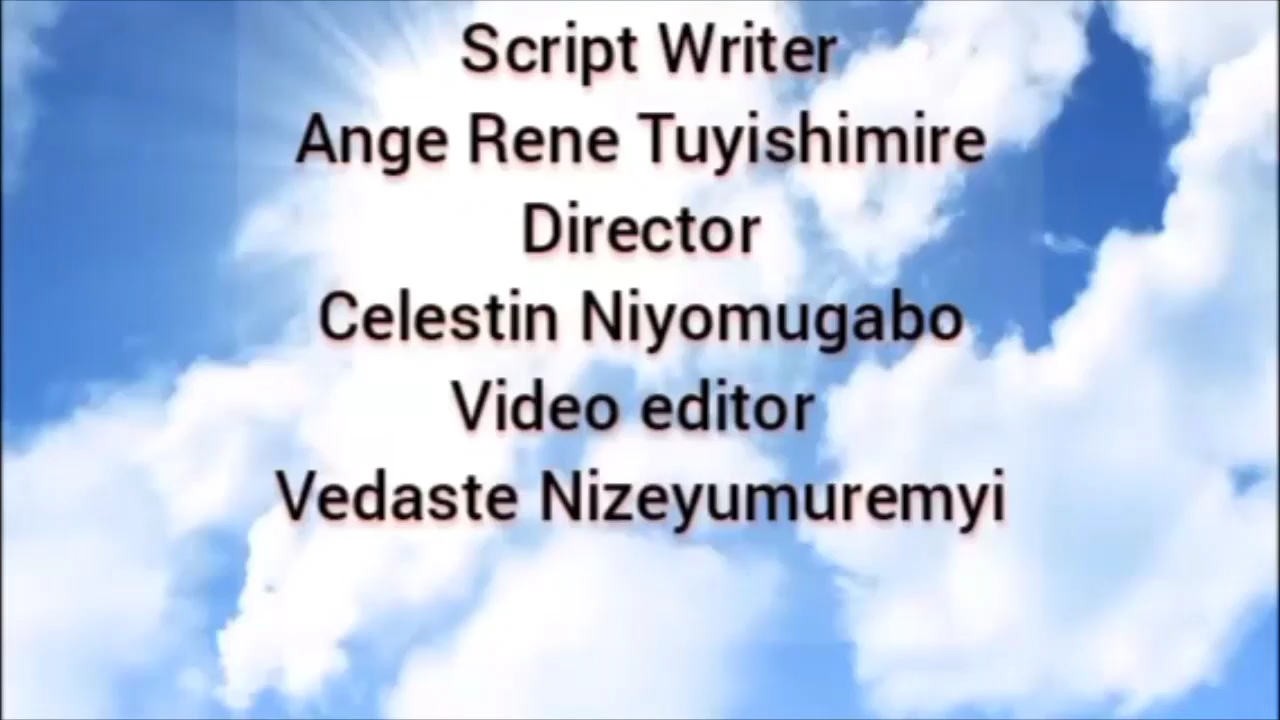 Script Writer
Ange Rene Tuyishimire
Director
Celestin Niyomugabo
Video editor
Vedaste Nizeyumuremyi